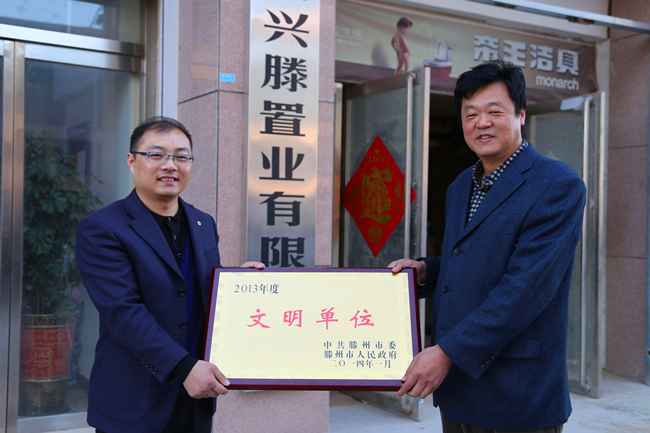 兴滕置业有限
帝王洁具
monarch
2013年度
文明单位
中共滕州市委
滕州市人民政府
二〇一四年一月